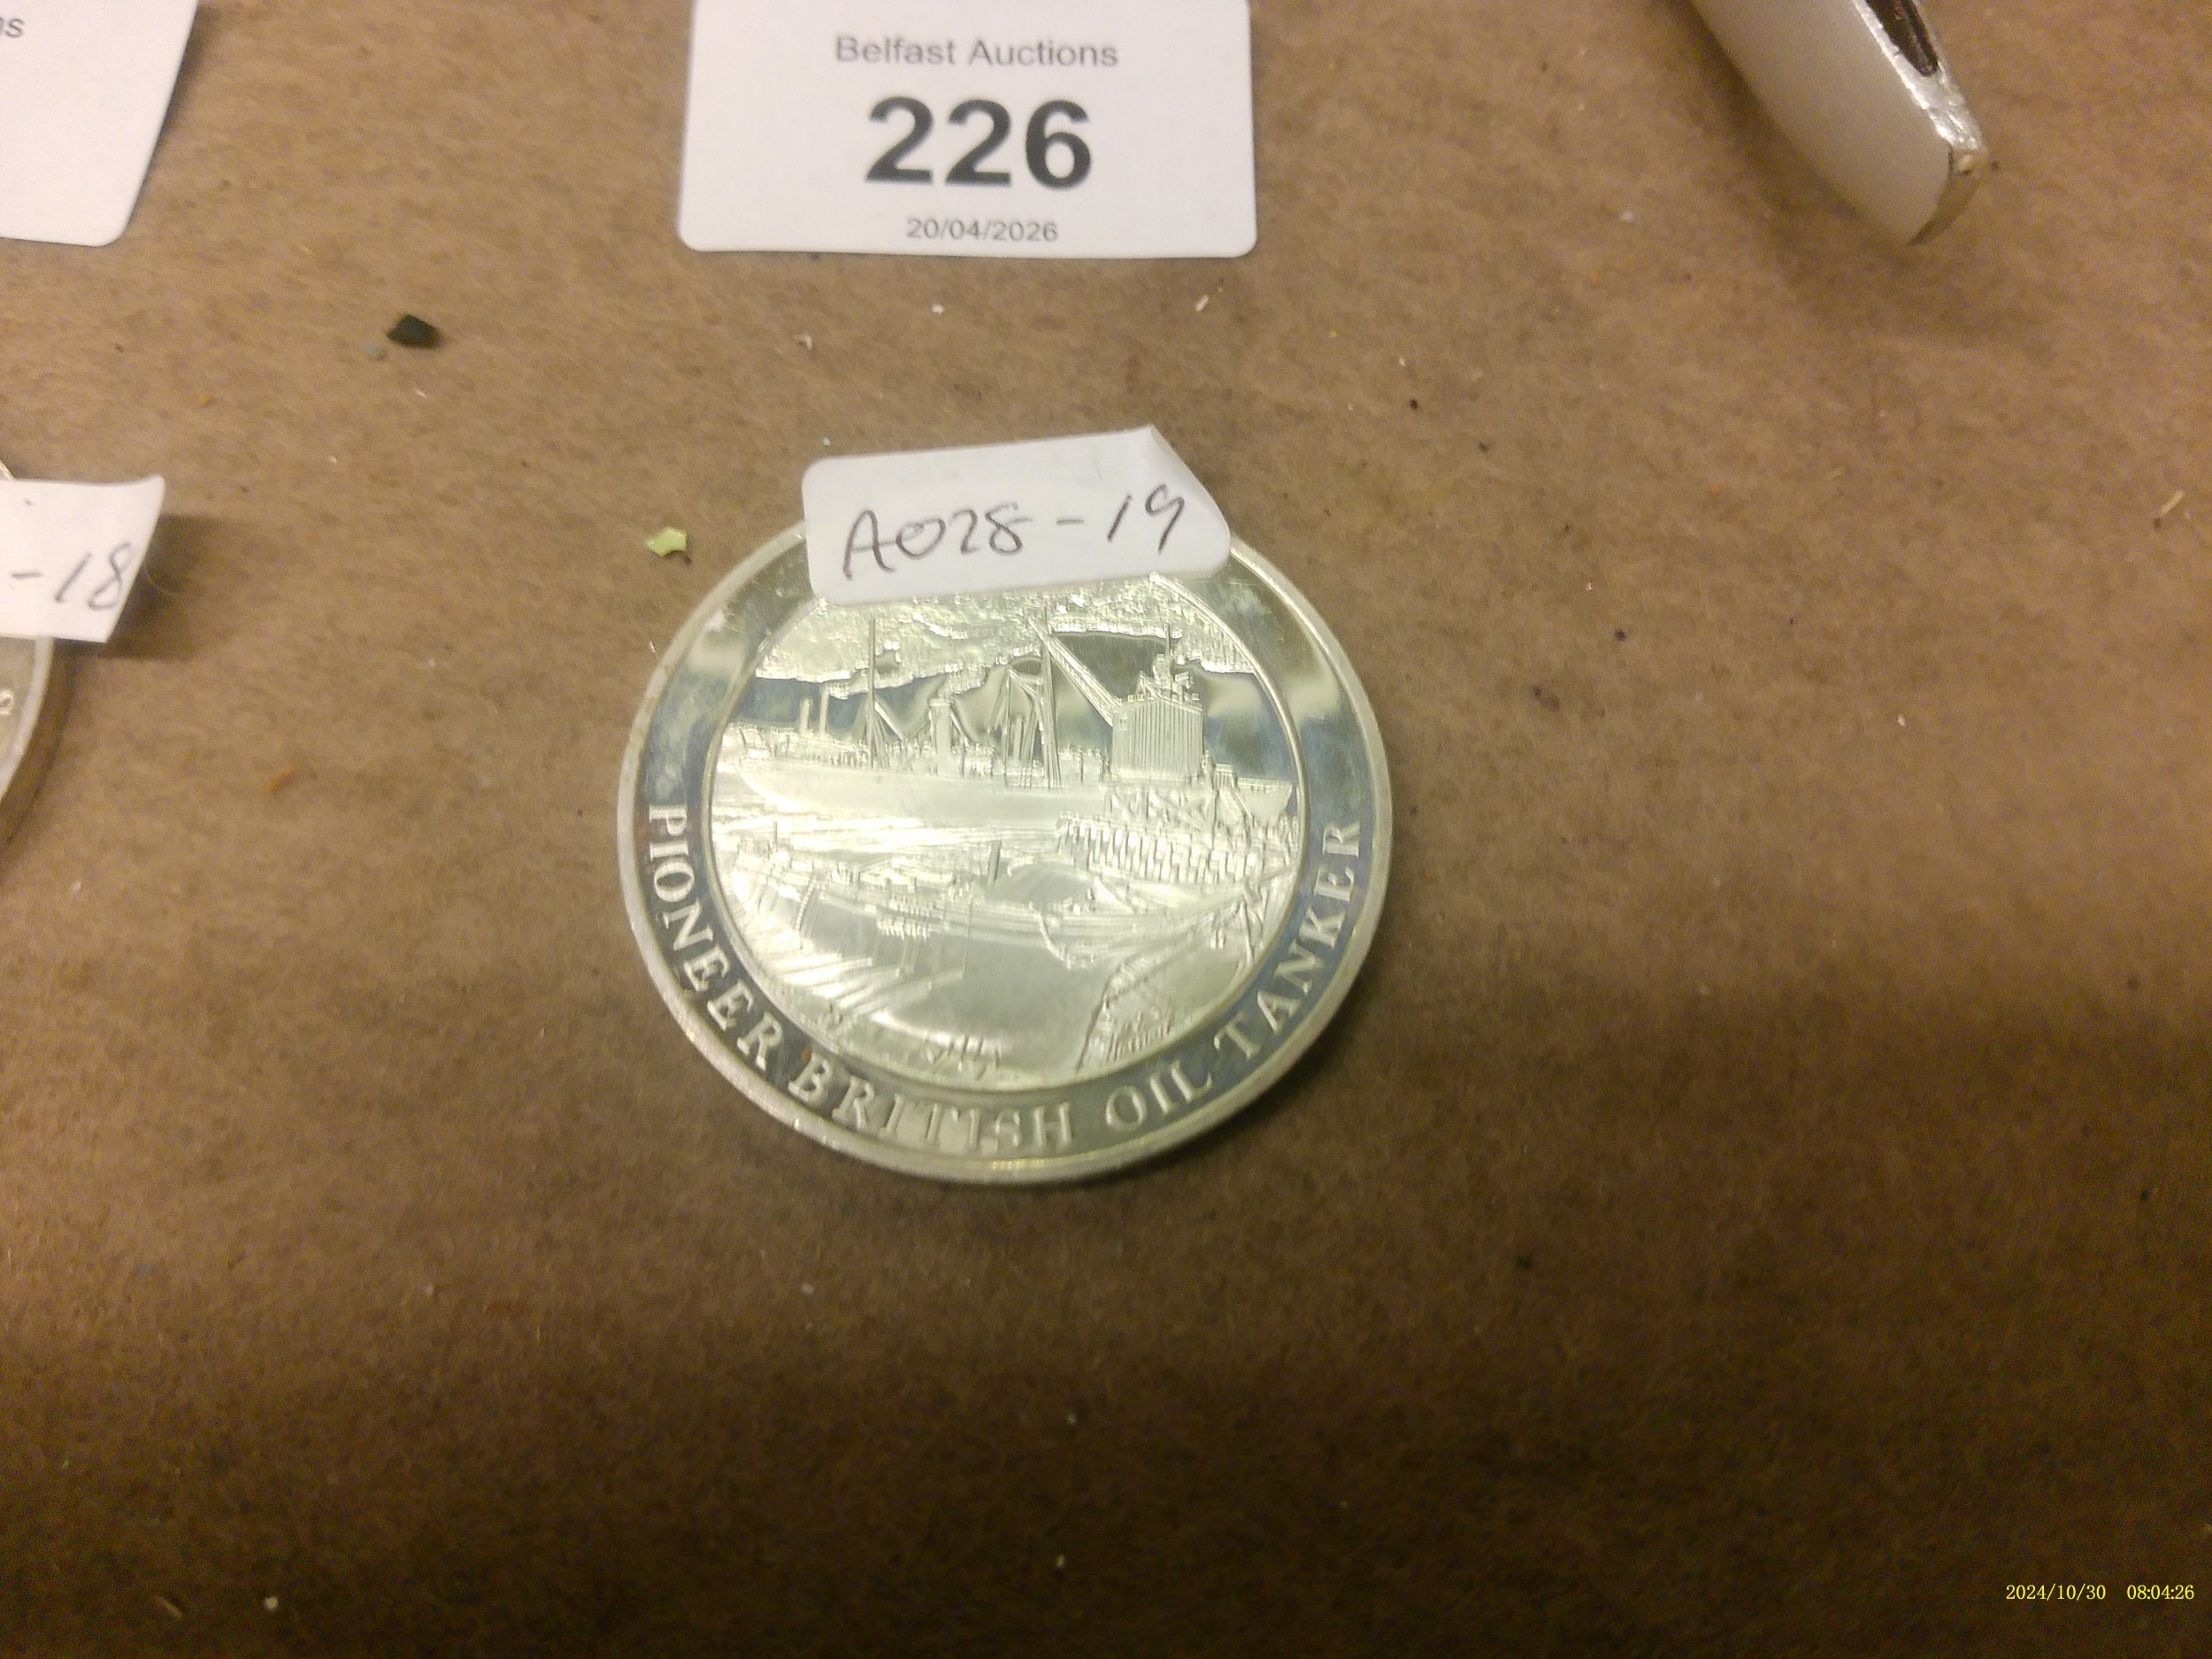 ns
Belfast Auctions
226
20/04/2026
A028-19
-18
S
PIONEER BRITISH OIL TANKER
2024/10/30 08:04:26